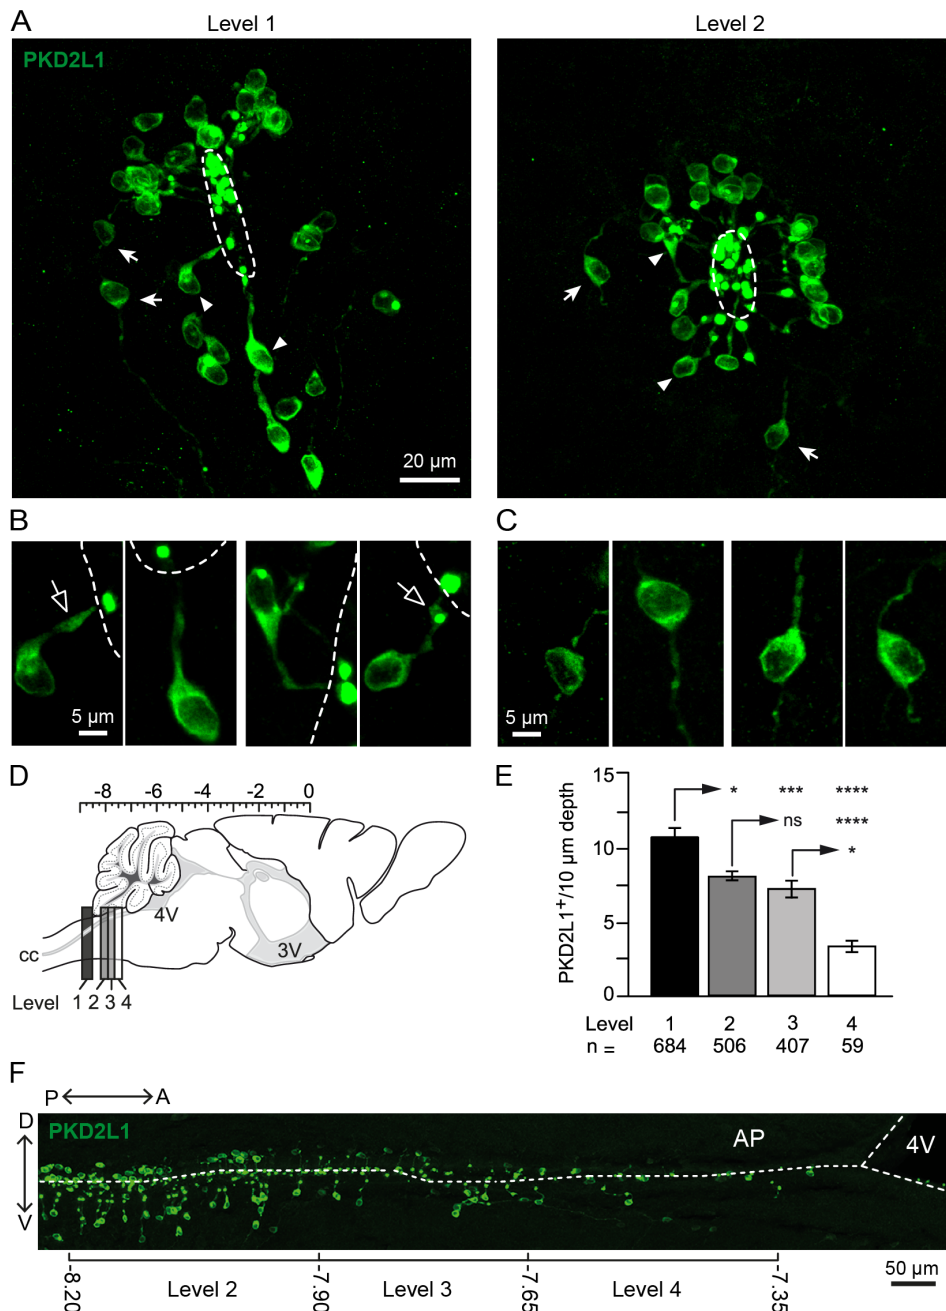 A
Level 1
Level 2
PKD2L1
20 µm
B
C
5 µm
5 µm
D
-8 -6 -4 -2 0
4V
3V
cc
Level 1 2 3 4
E
PKD2L1+/10 µm depth
15
10
5
0
* *** ****
ns ****
*
Level 1 2 3 4
n = 684 506 407 59
F
P A
D
V
PKD2L1
AP
4V
-8.20
Level 2
-7.90
Level 3
-7.65
Level 4
-7.35
50 µm